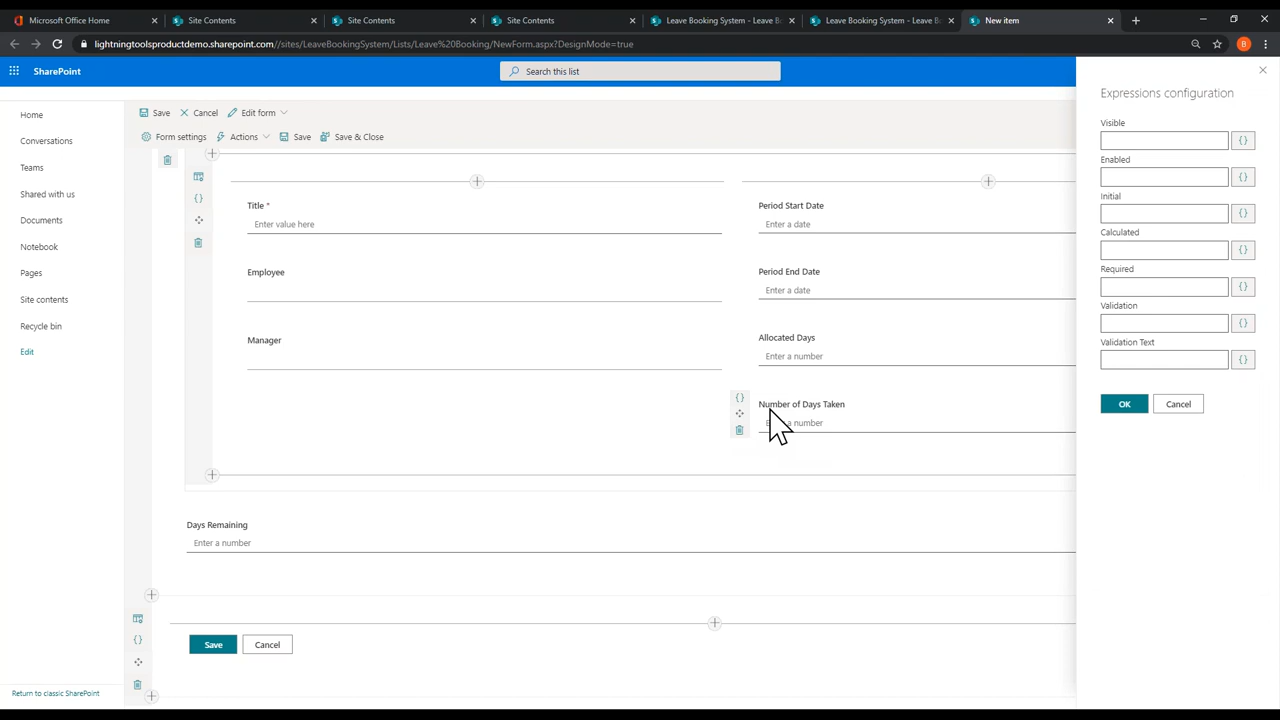 Microsoft Office Home
Site Contents
Site Contents
Site Contents
Leave Booking System - Leave B
Leave Booking System - Leave B
New item
lightningtoolsproductdemo.sharepoint.com/sites/LeaveBookingSystem/Lists/Leave%20Booking/NewForm.aspx?DesignMode=true
B
SharePoint
Search this list
Home
Conversations
Teams
Shared with us
Documents
Notebook
Pages
Site contents
Recycle bin
Edit
Return to classic SharePoint
Save
Cancel
Edit form
Form settings
Actions
Save
Save & Close
Title *
Enter value here
Employee
Manager
Period Start Date
Enter a date
Period End Date
Enter a date
Allocated Days
Enter a number
Number of Days Taken
a number
Days Remaining
Enter a number
Save
Cancel
Expressions configuration
Visible
{}
Enabled
{}
Initial
{}
Calculated
{}
Required
{}
Validation
{}
Validation Text
{}
OK
Cancel